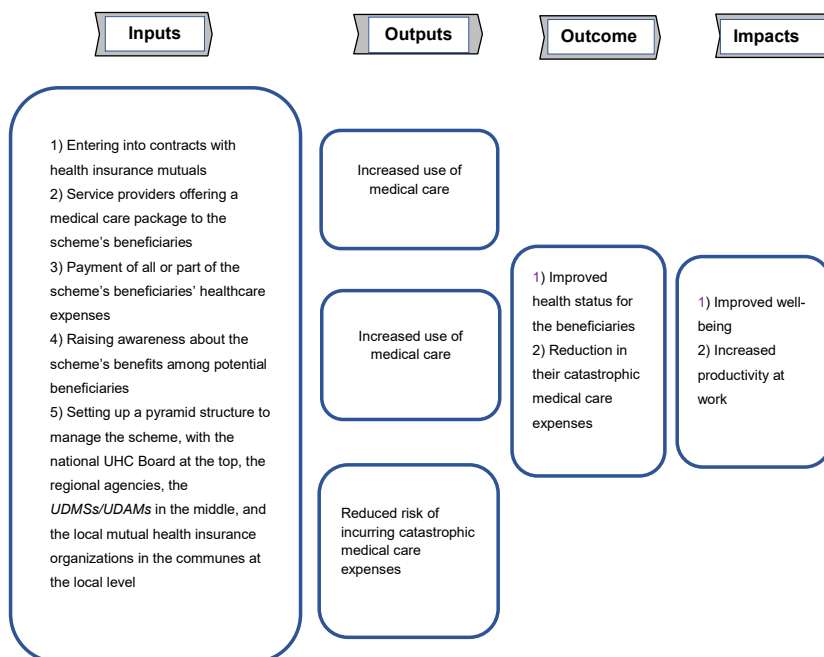 Inputs
Outputs
Outcome
Impacts
1) Entering into contracts with
health insurance mutuals
2) Service providers offering a
medical care package to the
scheme’s beneficiaries
3) Payment of all or part of the
scheme’s beneficiaries’ healthcare
expenses
4) Raising awareness about the
scheme’s benefits among potential
beneficiaries
5) Setting up a pyramid structure to
manage the scheme, with the
national UHC Board at the top, the
regional agencies, the
UDMSs/UDAMs in the middle, and
the local mutual health insurance
organizations in the communes at
the local level
Increased use of
medical care
Increased use of
medical care
Reduced risk of
incurring catastrophic
medical care
expenses
1) Improved
health status for
the beneficiaries
2) Reduction in
their catastrophic
medical care
expenses
1) Improved well-
being
2) Increased
productivity at
work